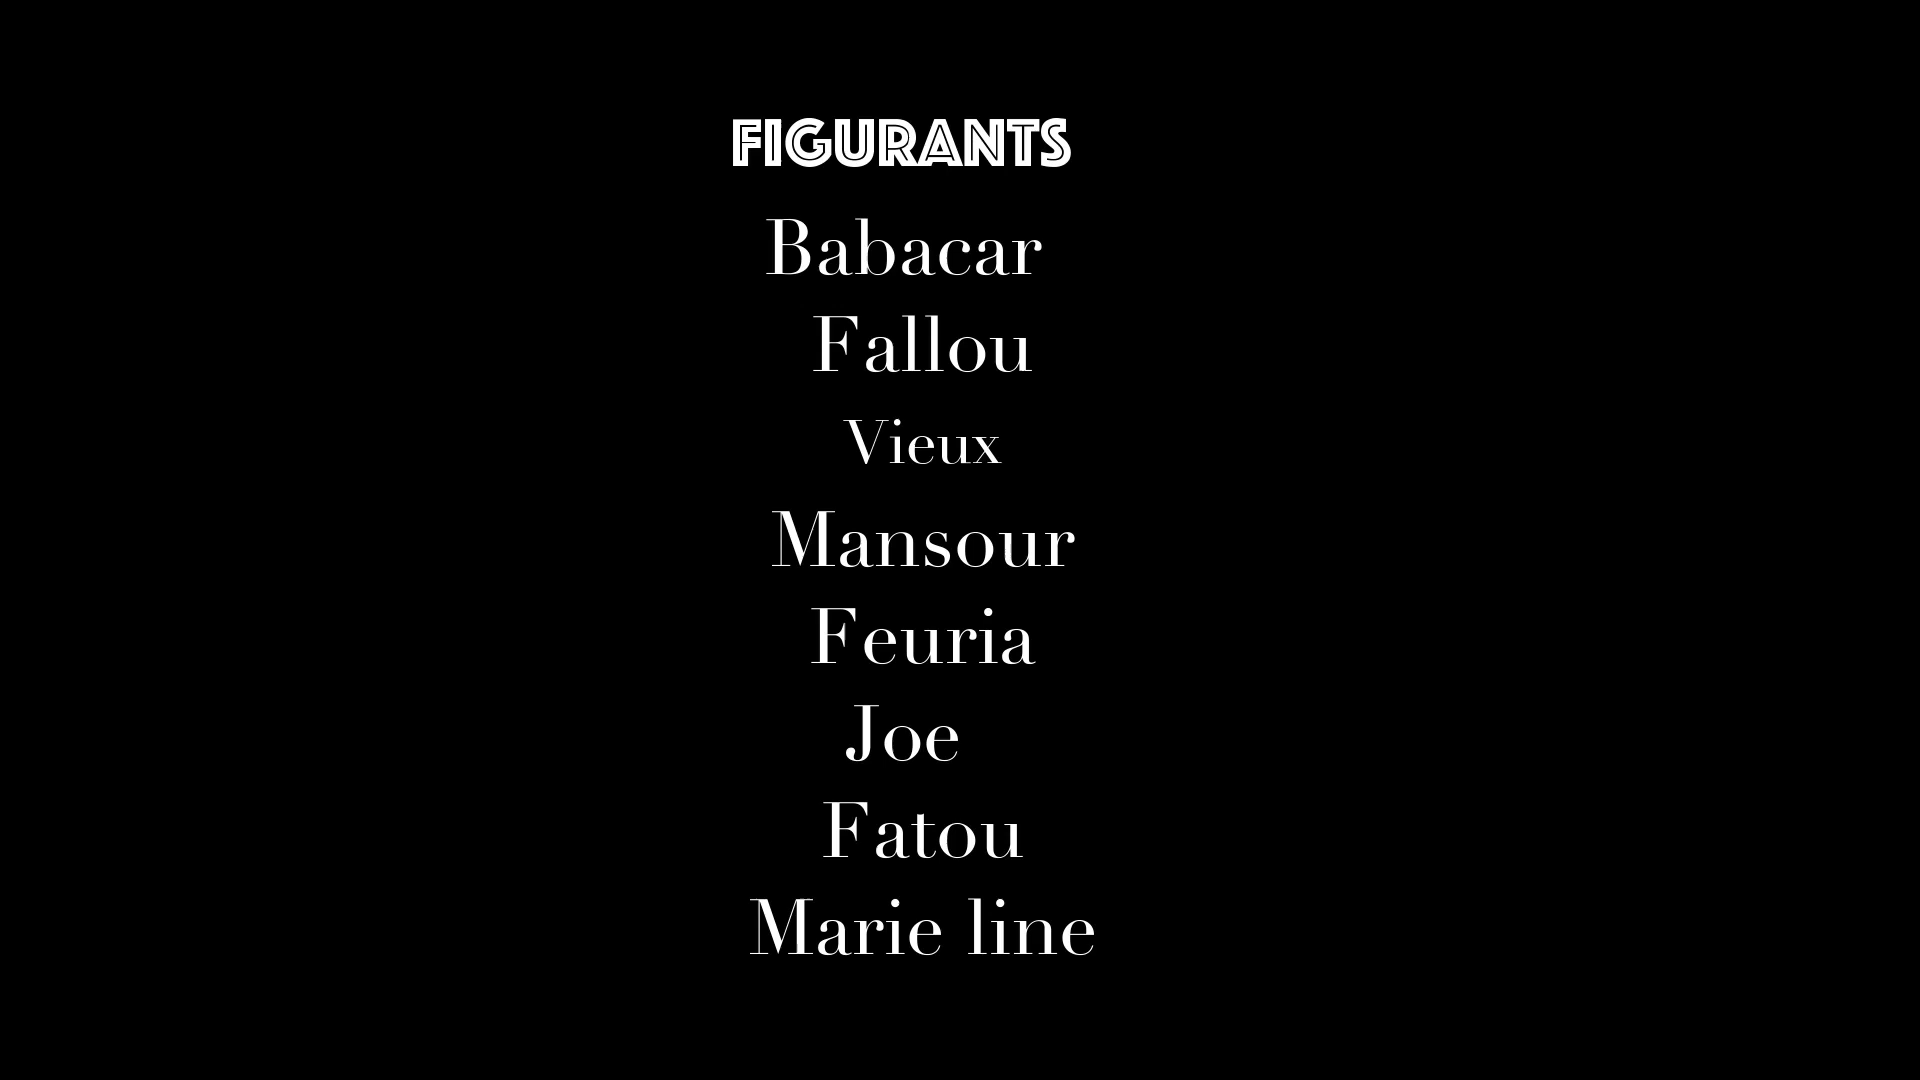 FIGURANTS
Babacar
Fallou
Vieux
Mansour
Feuria
Joe
Fatou
Marie line